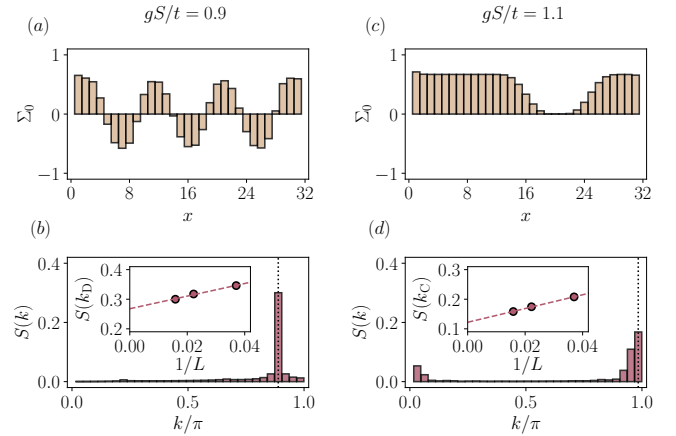 gS/t = 0.9
gS/t = 1.1
(a)
(c)
1
0
−1
Σ₀
0 8 16 24 32
x
1
0
−1
Σ₀
0 8 16 24 32
x
(b)
(d)
0.4
0.2
0.0
S(k)
0.4
0.3
0.2
S(k_D)
0.00 0.02 0.04
1/L
0.0 0.5 1.0
k/π
0.4
0.2
0.0
S(k)
0.3
0.2
0.1
S(k_C)
0.00 0.02 0.04
1/L
0.0 0.5 1.0
k/π